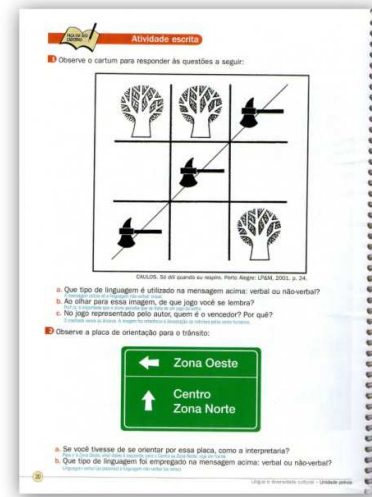 FAÇA EM SEU
CADERNO
Atividade escrita
1 Observe o cartum para responder às questões a seguir:
CAULOS. Só dói quando eu respiro. Porto Alegre: LP&M, 2001. p. 24.
a. Que tipo de linguagem é utilizado na mensagem acima: verbal ou não-verbal?
b. Ao olhar para essa imagem, de que jogo você se lembra?
c. No jogo representado pelo autor, quem é o vencedor? Por quê?
2 Observe a placa de orientação para o trânsito:
Zona Oeste
Centro
Zona Norte
a. Se você tivesse de se orientar por essa placa, como a interpretaria?
b. Que tipo de linguagem foi empregado na mensagem acima: verbal ou não-verbal?
Língua e diversidade cultural – Unidade